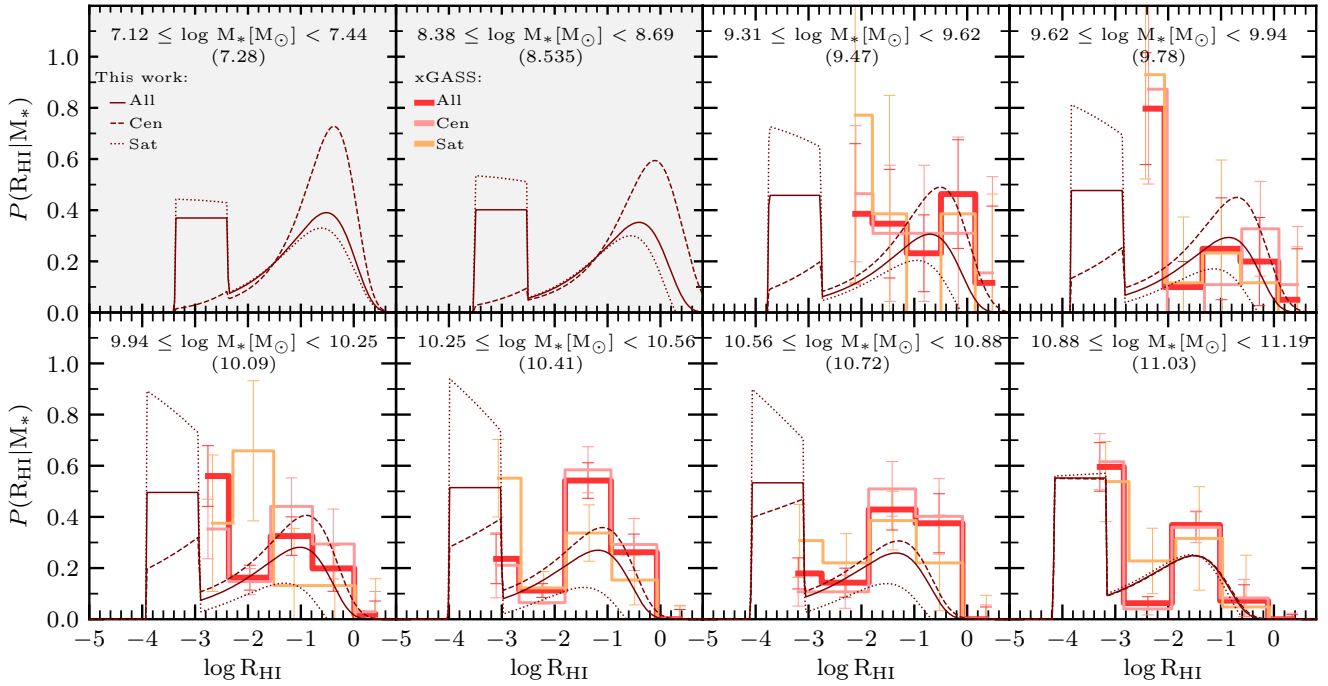 7.12 ≤ log M*[M⊙] < 7.44
(7.28)
This work:
All
Cen
Sat
8.38 ≤ log M*[M⊙] < 8.69
(8.535)
xGASS:
All
Cen
Sat
9.31 ≤ log M*[M⊙] < 9.62
(9.47)
9.62 ≤ log M*[M⊙] < 9.94
(9.78)
1.0
0.8
0.6
0.4
0.2
0.0
P(R_HI|M*)
9.94 ≤ log M*[M⊙] < 10.25
(10.09)
10.25 ≤ log M*[M⊙] < 10.56
(10.41)
10.56 ≤ log M*[M⊙] < 10.88
(10.72)
10.88 ≤ log M*[M⊙] < 11.19
(11.03)
1.0
0.8
0.6
0.4
0.2
0.0
P(R_HI|M*)
−5 −4 −3 −2 −1 0
−5 −4 −3 −2 −1 0
−5 −4 −3 −2 −1 0
−5 −4 −3 −2 −1 0
log R_HI
log R_HI
log R_HI
log R_HI